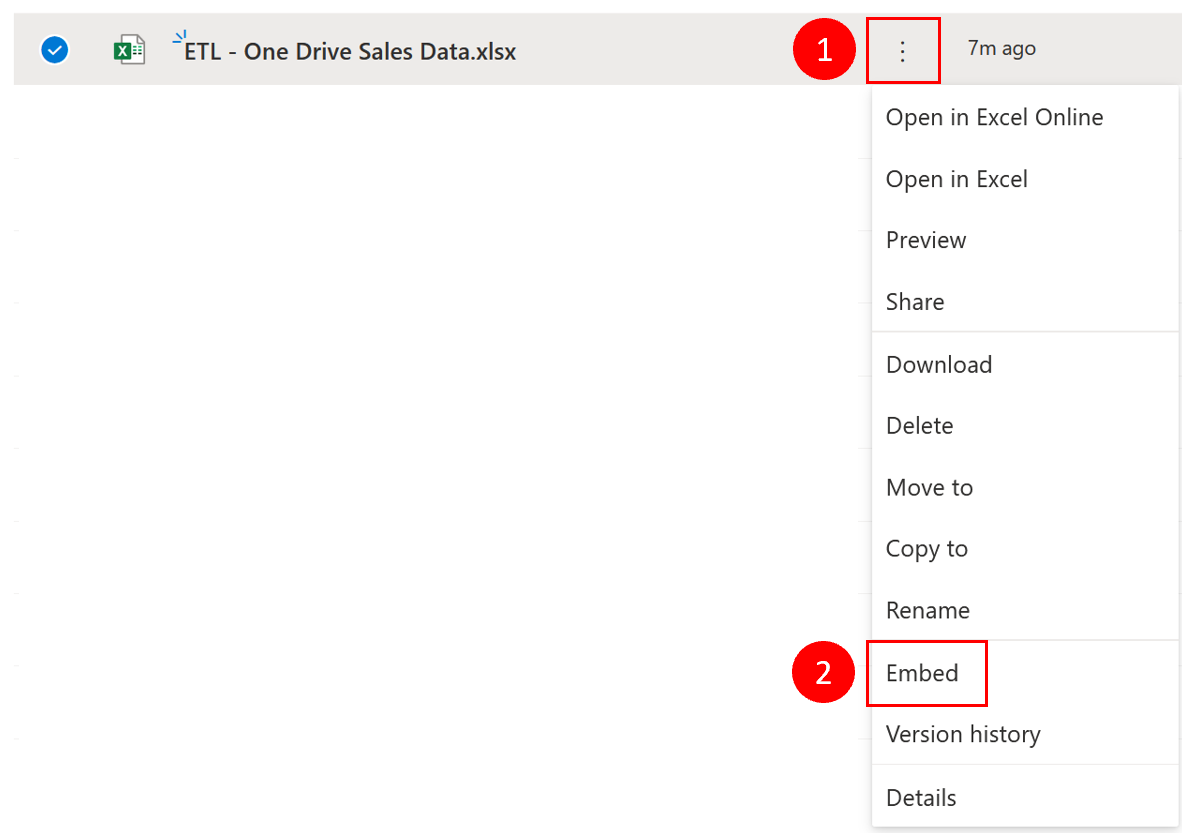 ETL - One Drive Sales Data.xlsx
1
7m ago
Open in Excel Online
Open in Excel
Preview
Share
Download
Delete
Move to
Copy to
Rename
2
Embed
Version history
Details